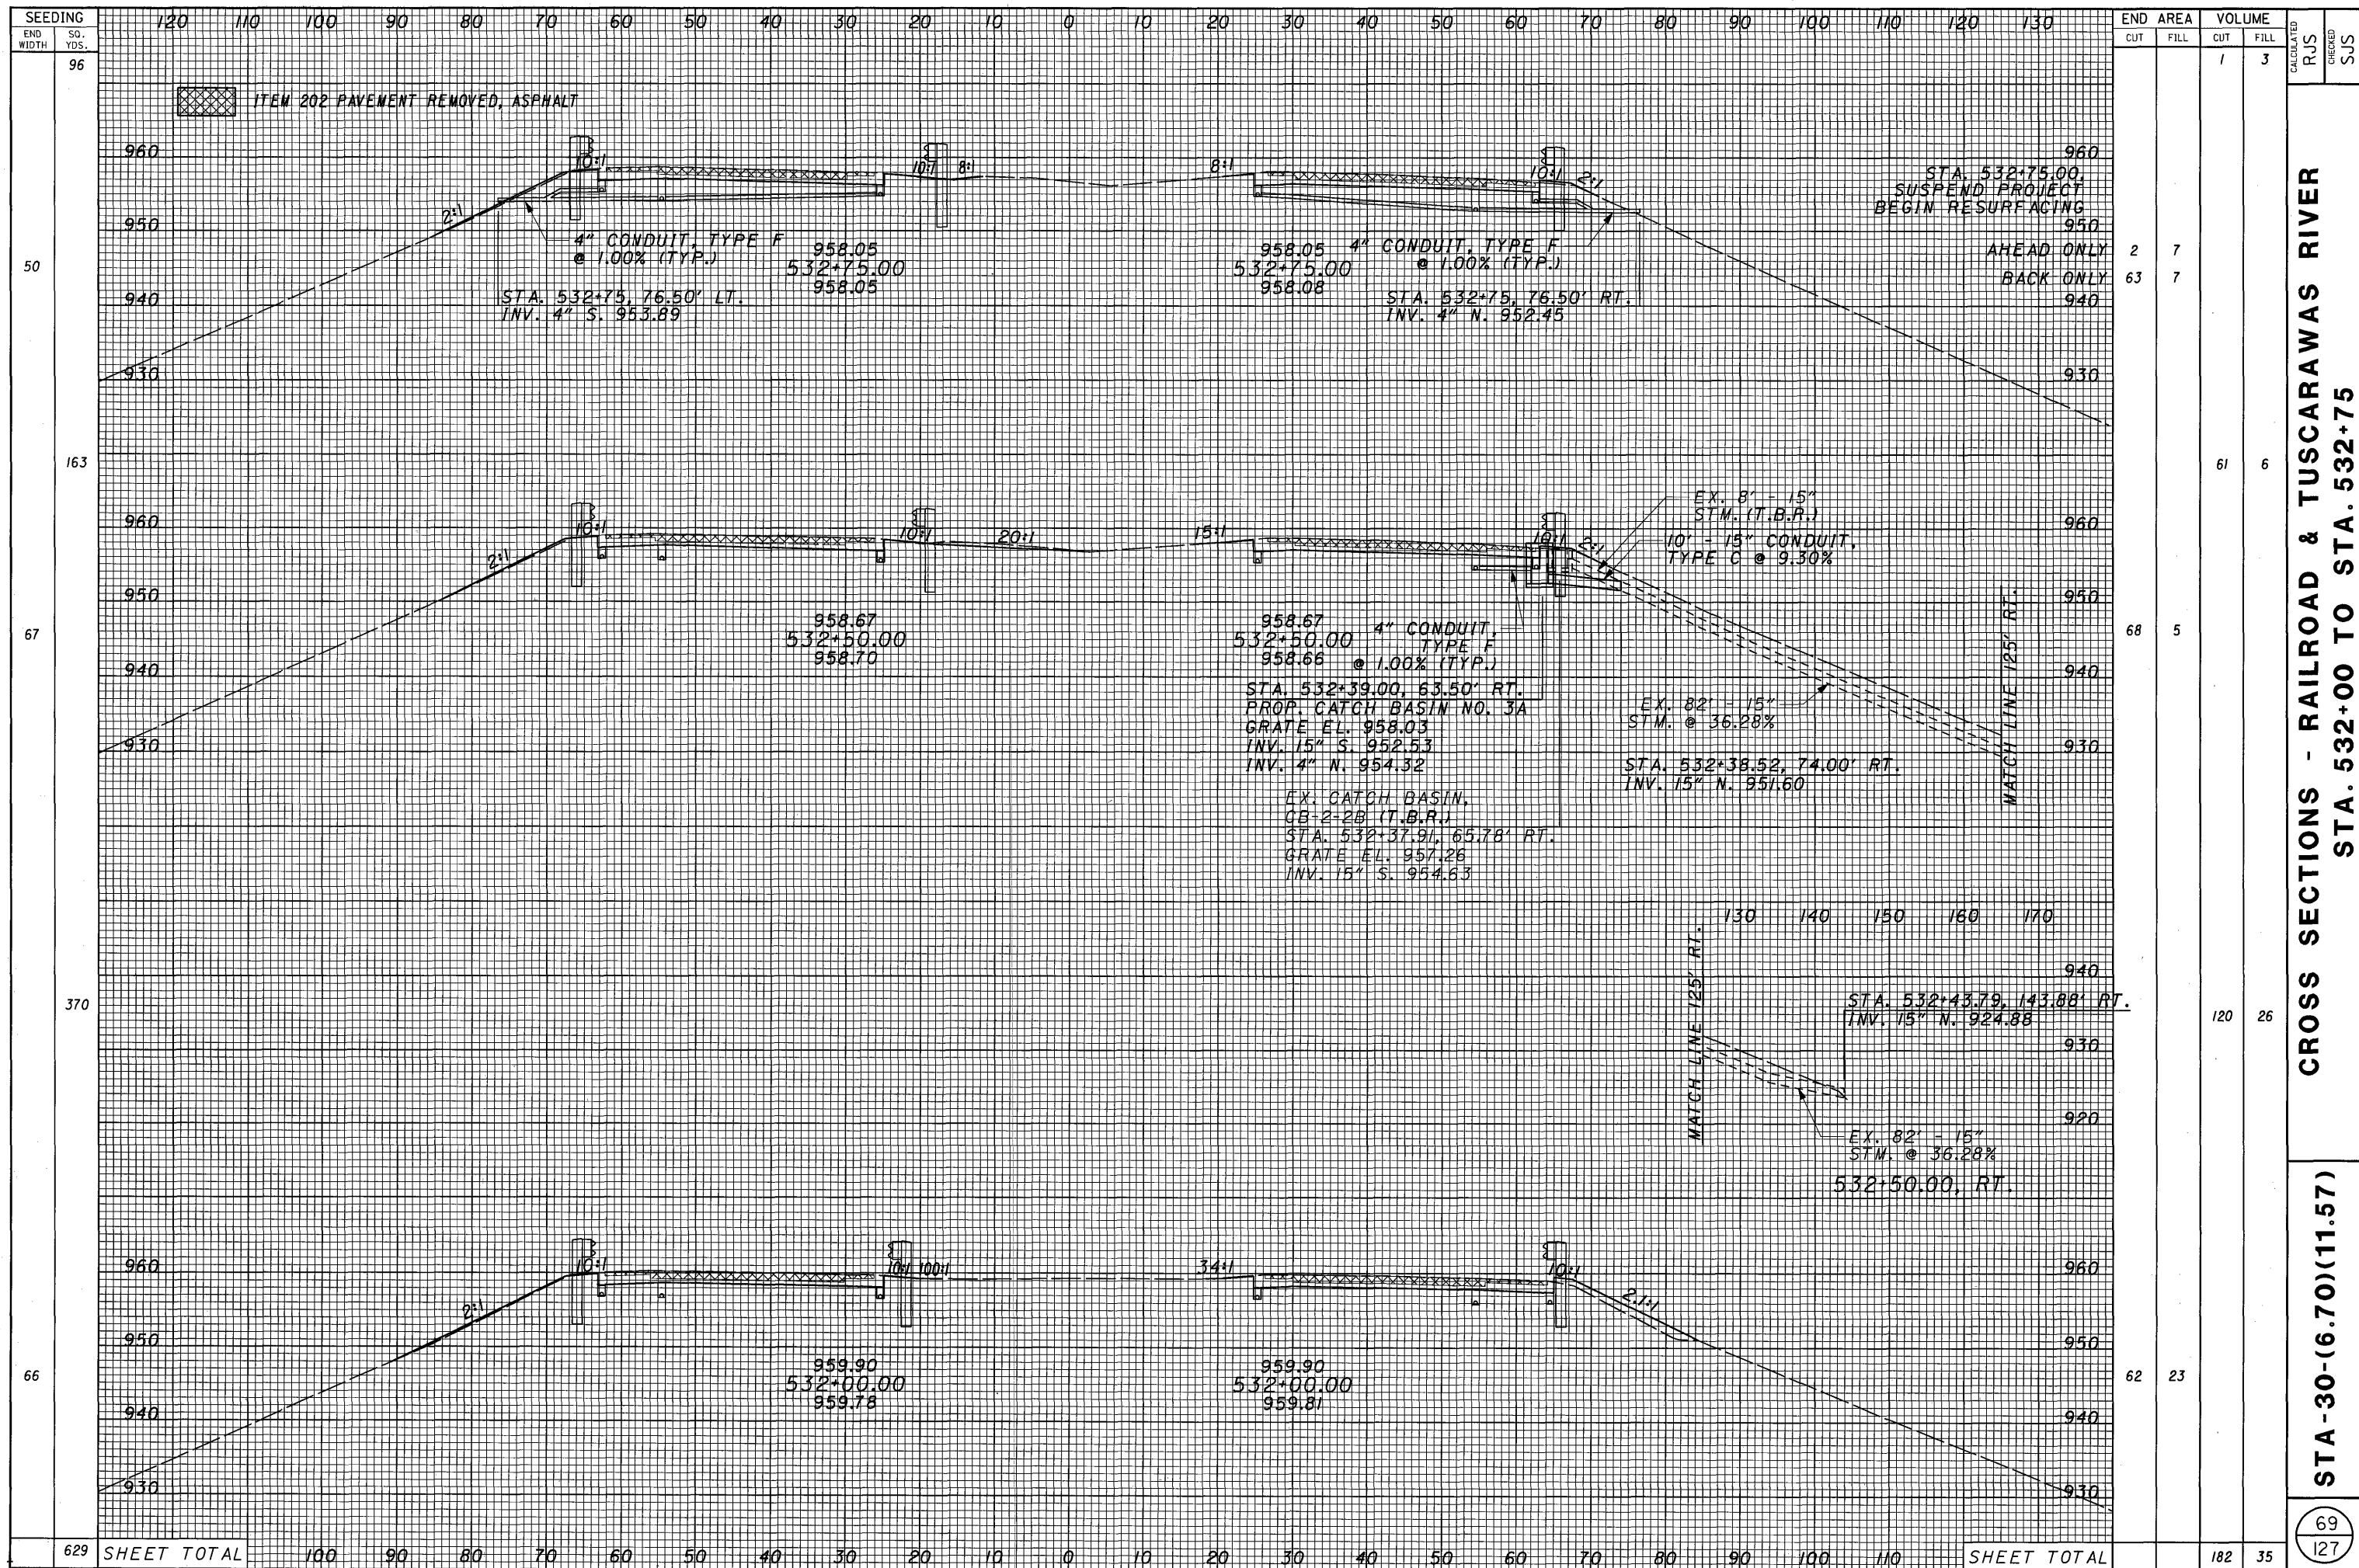 SEEDING
END WIDTH
SQ. YDS.
120 110 100 90 80 70 60 50 40 30 20 10 0 10 20 30 40 50 60 70 80 90 100 110 120 130
END AREA
VOLUME
CUT FILL CUT FILL
CALCULATED
RJS
CHECKED
SJS
96
1 3
ITEM 202 PAVEMENT REMOVED, ASPHALT
960
10:1
10:1
8:1
8:1
10:1
2:1
960
STA. 532+75.00,
SUSPEND PROJECT
BEGIN RESURFACING
950
2:1
950
4" CONDUIT, TYPE F
@ 1.00% (TYP.)
958.05
532+75.00
958.05
958.05
532+75.00
958.08
4" CONDUIT, TYPE F
@ 1.00% (TYP.)
AHEAD ONLY 2 7
BACK ONLY 63 7
50
940
STA. 532+75, 76.50' LT.
INV. 4" S. 953.89
STA. 532+75, 76.50' RT.
INV. 4" N. 952.45
940
930
930
163
61 6
960
10:1
10:1
20:1
15:1
10:1
2:1
EX. 8' - 15"
STM. (T.B.R.)
10' - 15" CONDUIT,
TYPE C @ 9.30%
960
2:1
950
950
958.67
532+50.00
958.70
958.67
532+50.00
958.66
4" CONDUIT,
TYPE F
@ 1.00% (TYP.)
67
68 5
940
940
STA. 532+39.00, 63.50' RT.
PROP. CATCH BASIN NO. 3A
GRATE EL. 958.03
INV. 15" S. 952.53
INV. 4" N. 954.32
EX. 82' - 15"
STM. @ 36.28%
MATCH LINE 125' RT.
930
930
STA. 532+38.52, 74.00' RT.
INV. 15" N. 951.60
EX. CATCH BASIN,
CB-2-2B (T.B.R.)
STA. 532+37.91, 65.78' RT.
GRATE EL. 957.26
INV. 15" S. 954.63
130 140 150 160 170
MATCH LINE 125' RT.
940
370
STA. 532+43.79, 143.88' RT.
INV. 15" N. 924.88
120 26
930
920
EX. 82' - 15"
STM. @ 36.28%
532+50.00, RT.
960
10:1
10:1
100:1
34:1
10:1
960
2:1
2.1:1
950
950
959.90
532+00.00
959.78
959.90
532+00.00
959.81
66
62 23
940
940
930
930
629 SHEET TOTAL
100 90 80 70 60 50 40 30 20 10 0 10 20 30 40 50 60 70 80 90 100 110
SHEET TOTAL 182 35
CROSS SECTIONS - RAILROAD & TUSCARAWAS RIVER
STA. 532+00 TO STA. 532+75
STA-30-(6.70)(11.57)
69
127